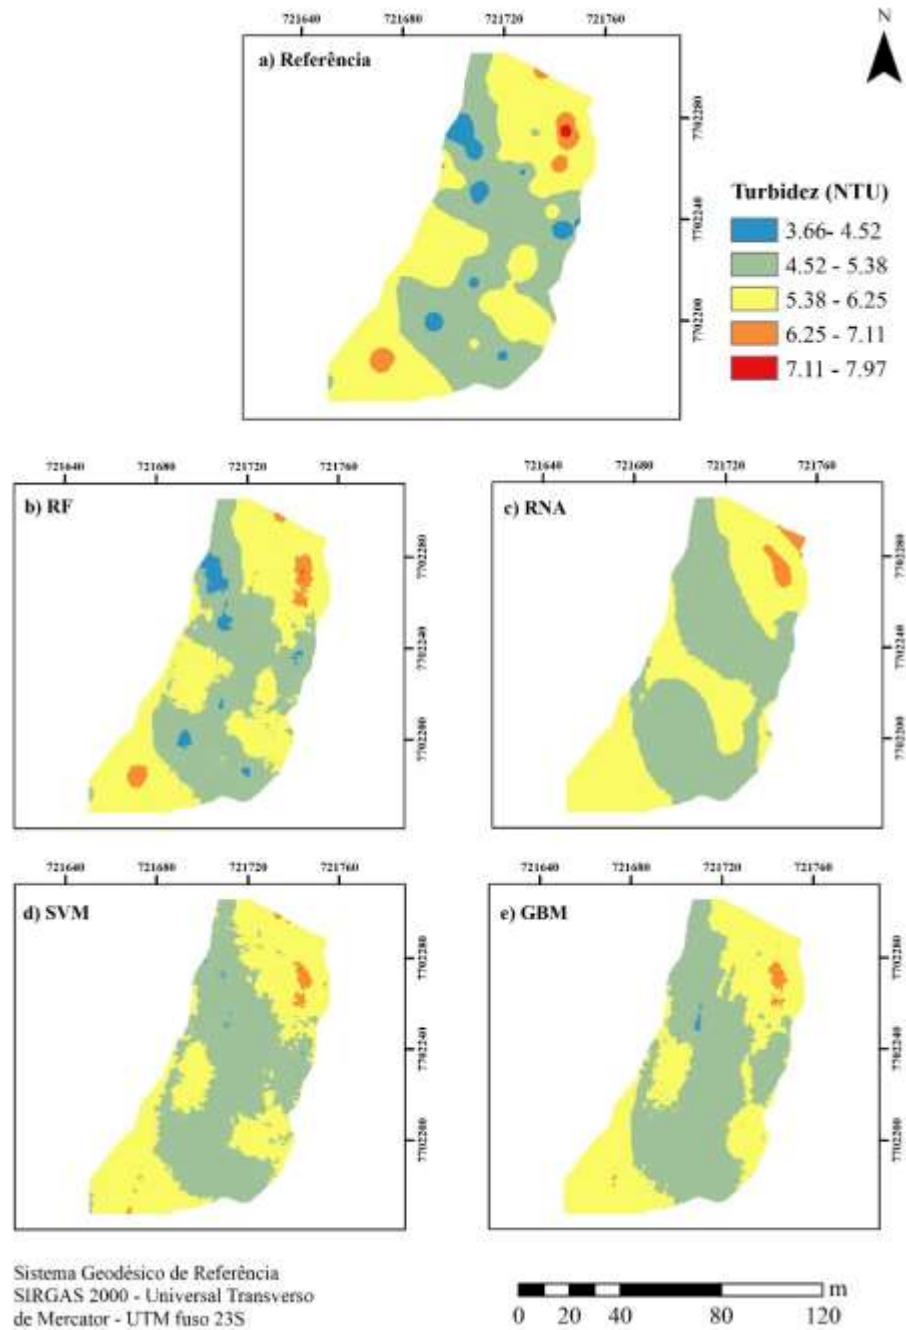 721640 721680 721720 721760
N
a) Referência
7702280
7702240
7702200
Turbidez (NTU)
3.66- 4.52
4.52 - 5.38
5.38 - 6.25
6.25 - 7.11
7.11 - 7.97
721640 721680 721720 721760
b) RF
7702280
7702240
7702200
721640 721680 721720 721760
c) RNA
7702280
7702240
7702200
721640 721680 721720 721760
d) SVM
7702280
7702240
7702200
721640 721680 721720 721760
e) GBM
7702280
7702240
7702200
Sistema Geodésico de Referência
SIRGAS 2000 - Universal Transverso
de Mercator - UTM fuso 23S
m
0 20 40 80 120